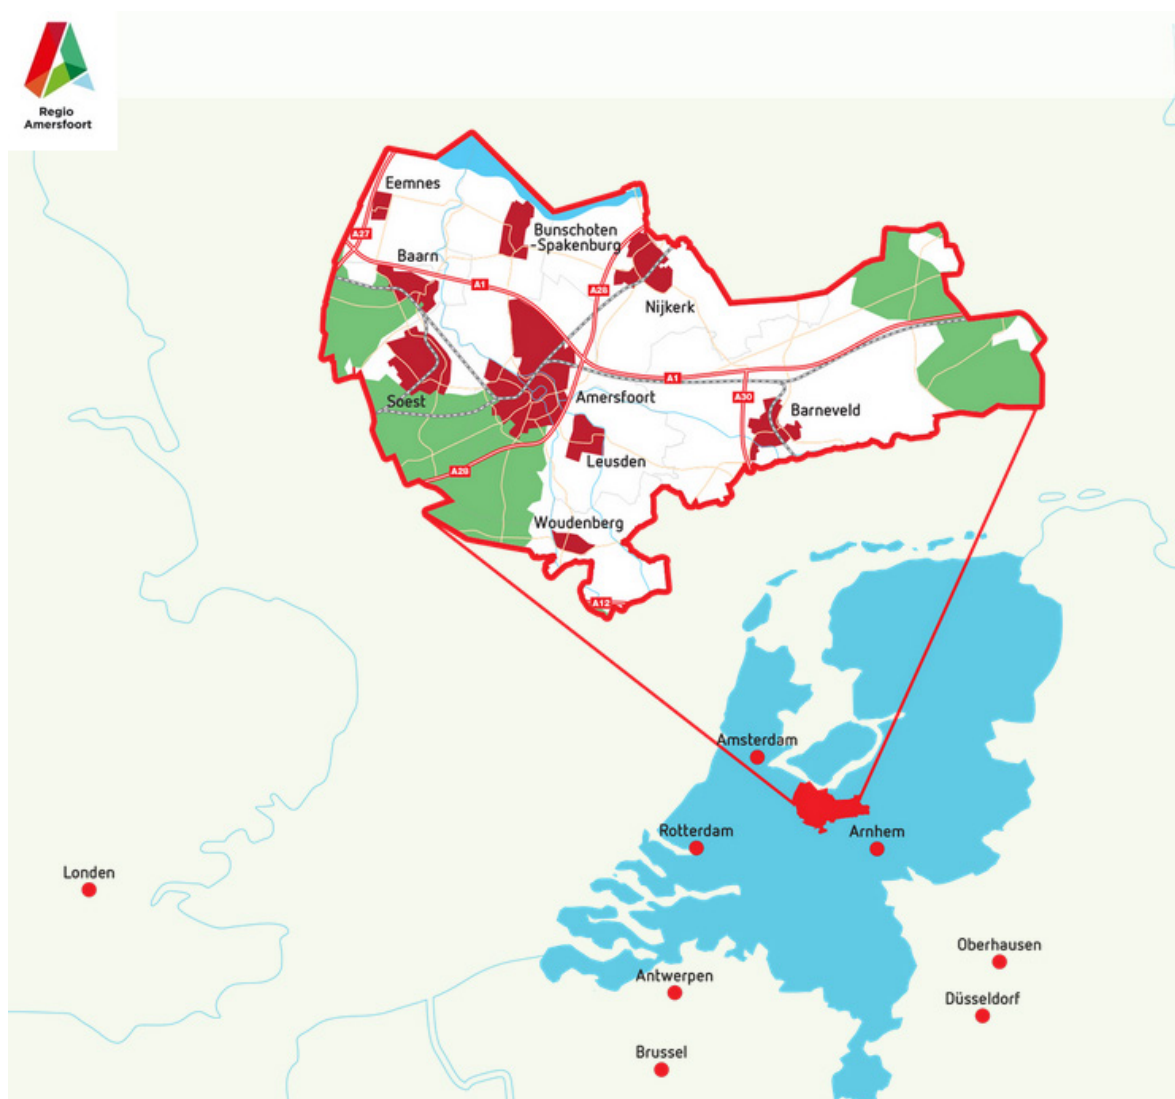 Regio
Amersfoort
Eemnes
A27
Bunschoten
-Spakenburg
Baarn
A1
A28
Nijkerk
A1
A30
Soest
Amersfoort
Barneveld
Leusden
A28
Woudenberg
A12
Amsterdam
Rotterdam
Arnhem
Londen
Oberhausen
Antwerpen
Düsseldorf
Brussel